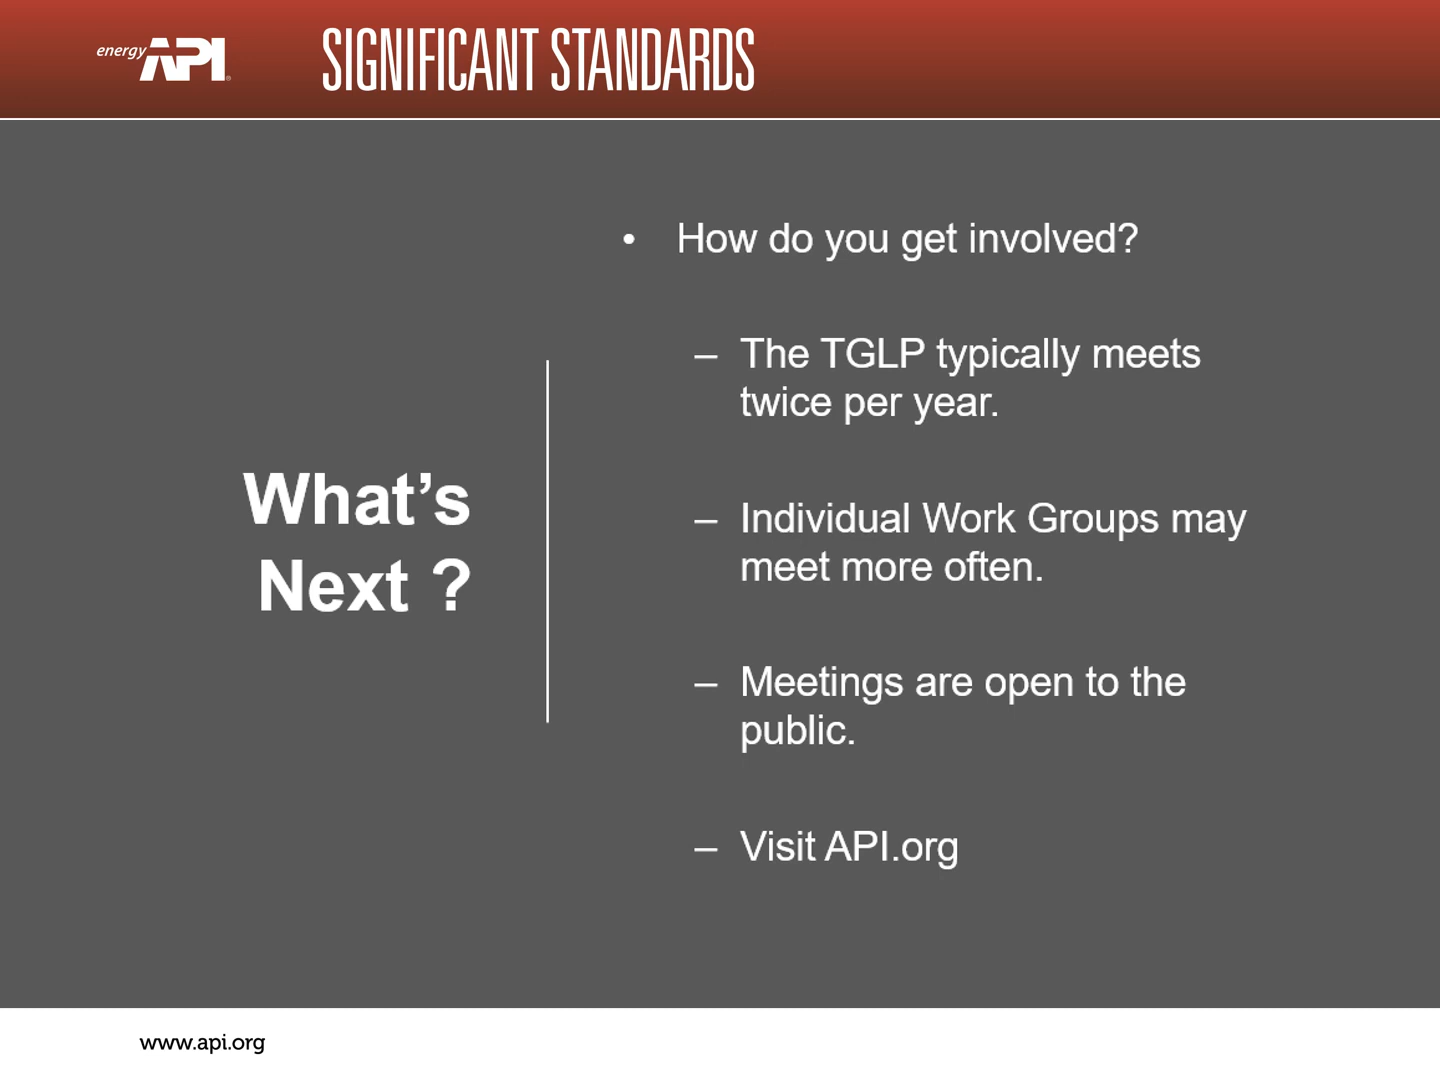 energy API
SIGNIFICANT STANDARDS
What’s
Next ?
• How do you get involved?
– The TGLP typically meets
twice per year.
– Individual Work Groups may
meet more often.
– Meetings are open to the
public.
– Visit API.org
www.api.org